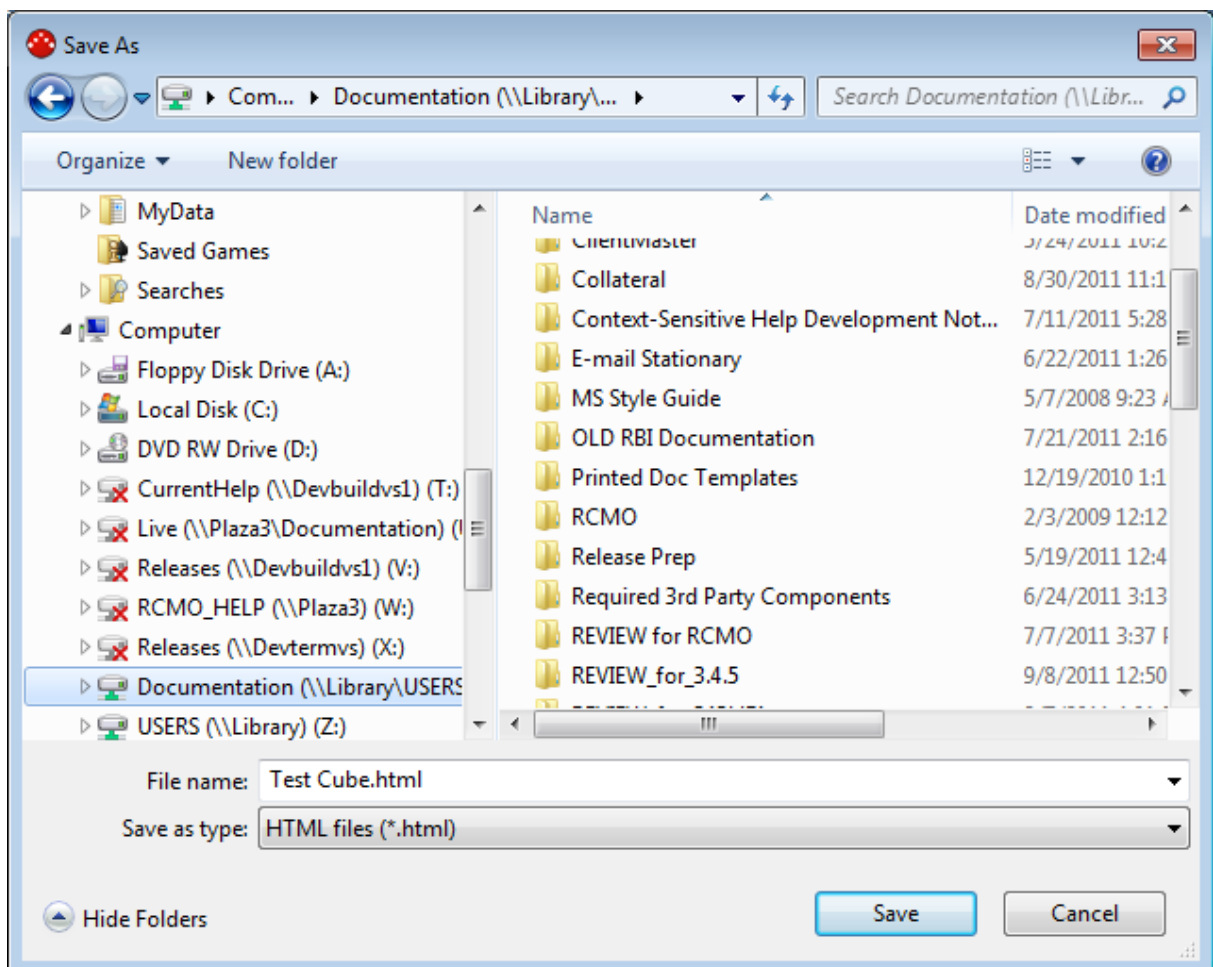 Save As
Com... Documentation (\\Library\... Search Documentation (\\Libr...
Organize New folder
MyData
Saved Games
Searches
Computer
Floppy Disk Drive (A:)
Local Disk (C:)
DVD RW Drive (D:)
CurrentHelp (\\Devbuildvs1) (T:)
Live (\\Plaza3\Documentation) (
Releases (\\Devbuildvs1) (V:)
RCMO_HELP (\\Plaza3) (W:)
Releases (\\Devtermvs) (X:)
Documentation (\\Library\USERS
USERS (\\Library) (Z:)
Name Date modified
ClientMaster 5/24/2011 10:2
Collateral 8/30/2011 11:1
Context-Sensitive Help Development Not... 7/11/2011 5:28
E-mail Stationary 6/22/2011 1:26
MS Style Guide 5/7/2008 9:23
OLD RBI Documentation 7/21/2011 2:16
Printed Doc Templates 12/19/2010 1:1
RCMO 2/3/2009 12:12
Release Prep 5/19/2011 12:4
Required 3rd Party Components 6/24/2011 3:13
REVIEW for RCMO 7/7/2011 3:37
REVIEW_for_3.4.5 9/8/2011 12:50
File name: Test Cube.html
Save as type: HTML files (*.html)
Hide Folders Save Cancel